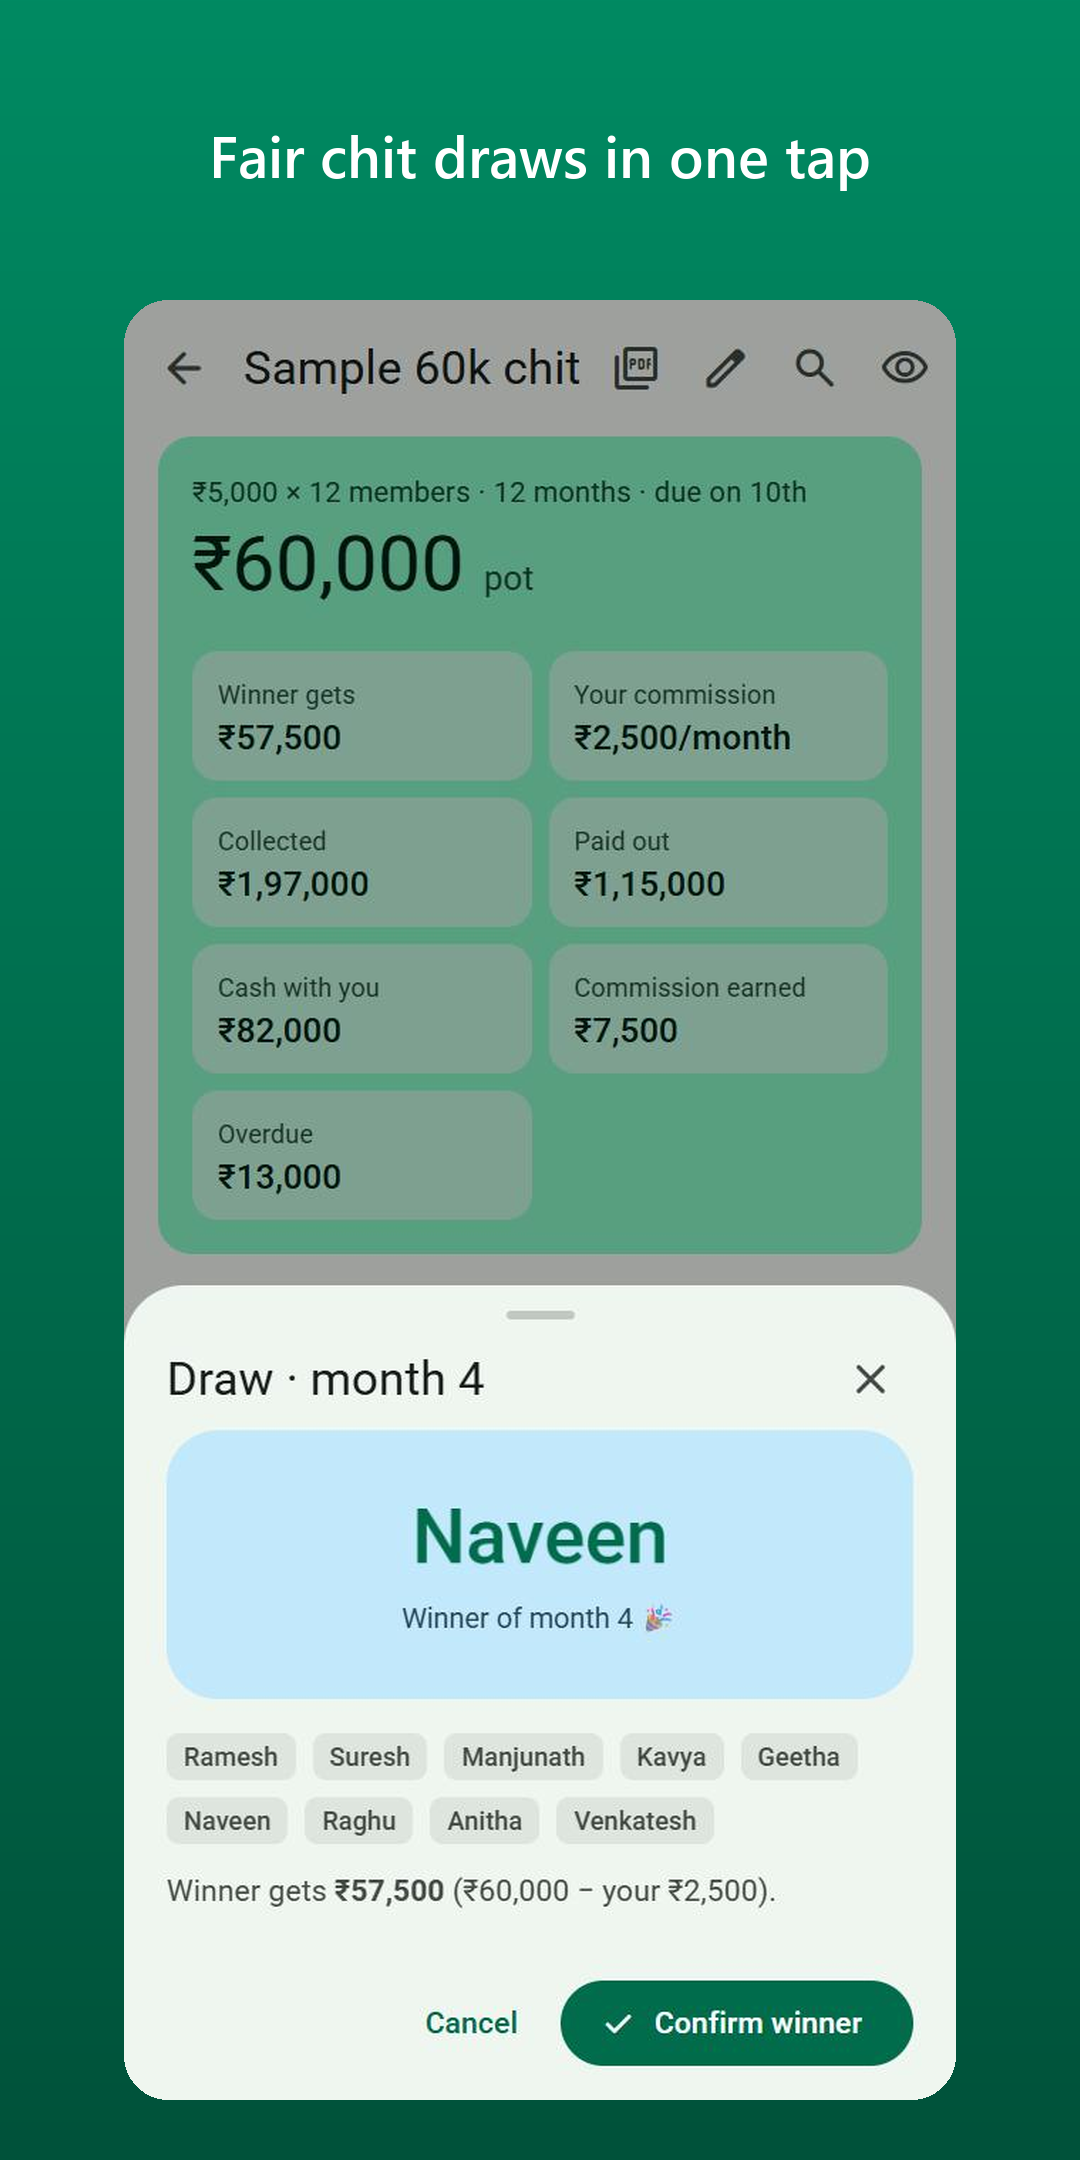 Fair chit draws in one tap
Sample 60k chit
PDF
₹5,000 × 12 members · 12 months · due on 10th
₹60,000 pot
Winner gets
₹57,500
Your commission
₹2,500/month
Collected
₹1,97,000
Paid out
₹1,15,000
Cash with you
₹82,000
Commission earned
₹7,500
Overdue
₹13,000
Draw · month 4
Naveen
Winner of month 4 🎉
Ramesh Suresh Manjunath Kavya Geetha
Naveen Raghu Anitha Venkatesh
Winner gets ₹57,500 (₹60,000 − your ₹2,500).
Cancel Confirm winner